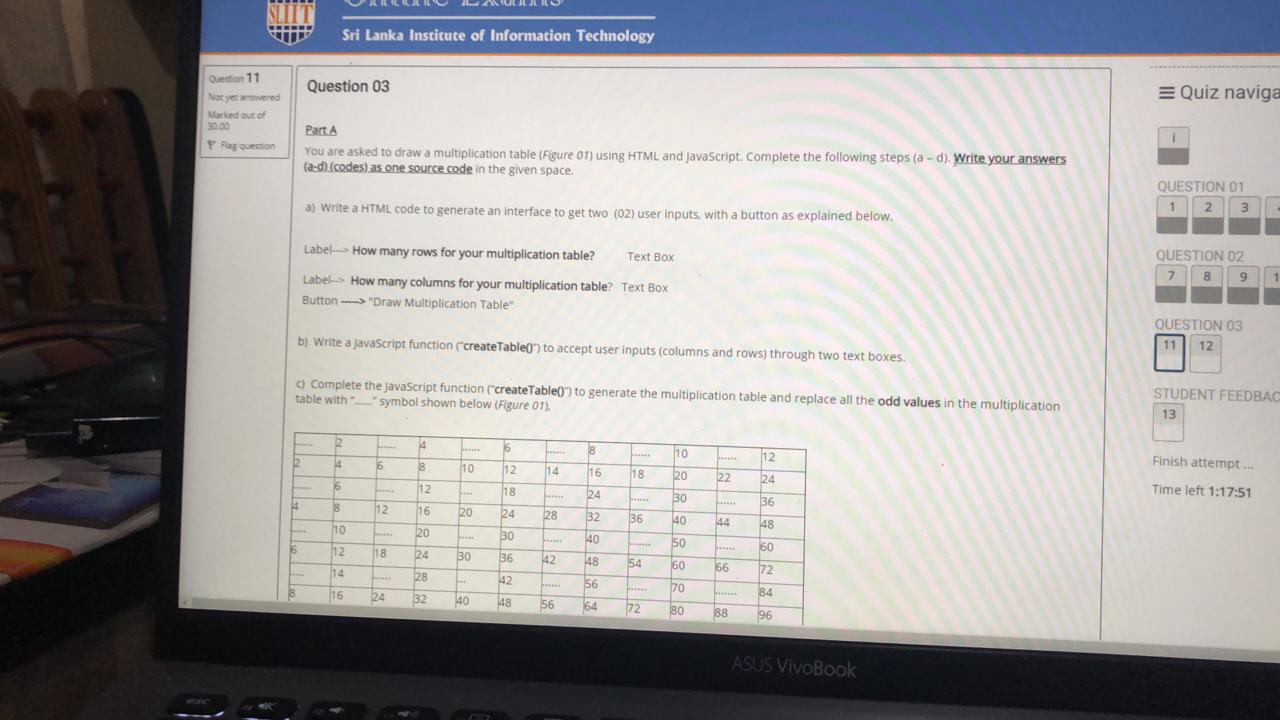 SLIIT
Online Exams
Sri Lanka Institute of Information Technology
Question 11
Not yet answered
Marked out of
30.00
Flag question
Question 03
Part A
You are asked to draw a multiplication table (Figure 01) using HTML and JavaScript. Complete the following steps (a – d). Write your answers
(a-d) (codes) as one source code in the given space.
a) Write a HTML code to generate an interface to get two (02) user inputs, with a button as explained below.
Label---> How many rows for your multiplication table? Text Box
Label--> How many columns for your multiplication table? Text Box
Button ----> "Draw Multiplication Table"
b) Write a JavaScript function ("createTable()") to accept user inputs (columns and rows) through two text boxes.
c) Complete the JavaScript function ("createTable()") to generate the multiplication table and replace all the odd values in the multiplication
table with "......" symbol shown below (Figure 01),
...... 2 ...... 4 ...... 6 ...... 8 ...... 10 ...... 12
2 4 6 8 10 12 14 16 18 20 22 24
...... 6 ...... 12 .... 18 ...... 24 ...... 30 ...... 36
4 8 12 16 20 24 28 32 36 40 44 48
..... 10 ...... 20 ..... 30 ...... 40 ....... 50 ...... 60
6 12 18 24 30 36 42 48 54 60 66 72
..... 14 ...... 28 ... 42 ...... 56 ...... 70 ....... 84
8 16 24 32 40 48 56 64 72 80 88 96
Quiz naviga
i
QUESTION 01
1 2 3
QUESTION 02
7 8 9 1
QUESTION 03
11 12
STUDENT FEEDBAC
13
Finish attempt ...
Time left 1:17:51
ASUS VivoBook
esc